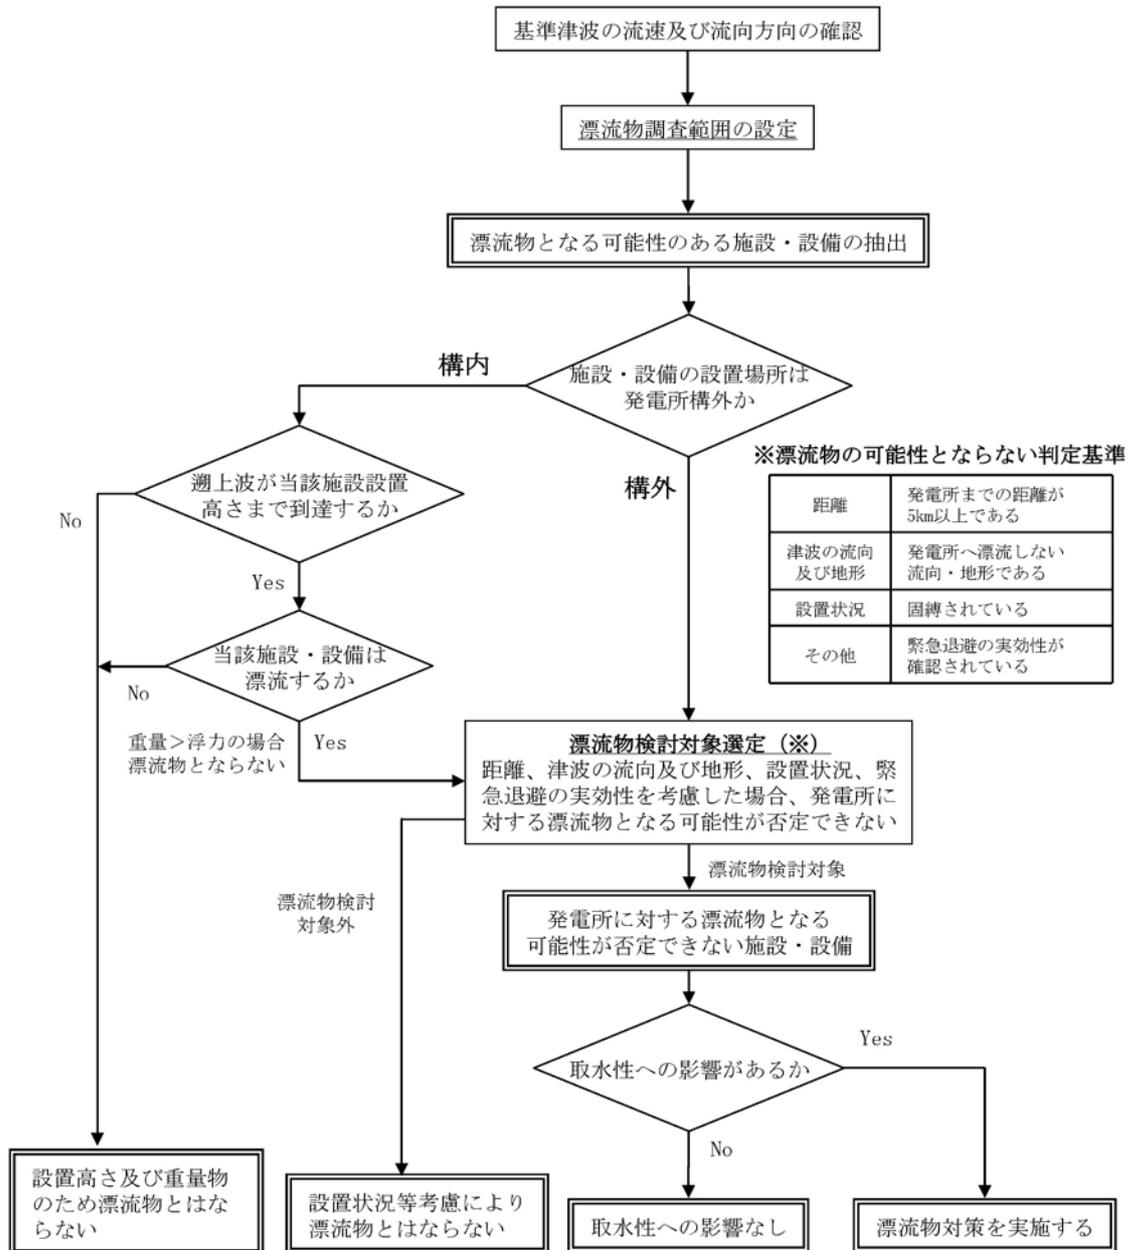 基準津波の流速及び流向方向の確認
漂流物調査範囲の設定
漂流物となる可能性のある施設・設備の抽出
構内
施設・設備の設置場所は
発電所構外か
構外
遡上波が当該施設設置
高さまで到達するか
No
Yes
当該施設・設備は
漂流するか
No
重量＞浮力の場合
漂流物とならない
Yes
※漂流物の可能性とならない判定基準
距離
発電所までの距離が
5km以上である
津波の流向
及び地形
発電所へ漂流しない
流向・地形である
設置状況
固縛されている
その他
緊急退避の実効性が
確認されている
漂流物検討対象選定（※）
距離、津波の流向及び地形、設置状況、緊
急退避の実効性を考慮した場合、発電所に
対する漂流物となる可能性が否定できない
漂流物検討対象
漂流物検討
対象外
発電所に対する漂流物となる
可能性が否定できない施設・設備
取水性への影響があるか
Yes
No
設置高さ及び重量物
のため漂流物とはな
らない
設置状況等考慮により
漂流物とはならない
取水性への影響なし
漂流物対策を実施する